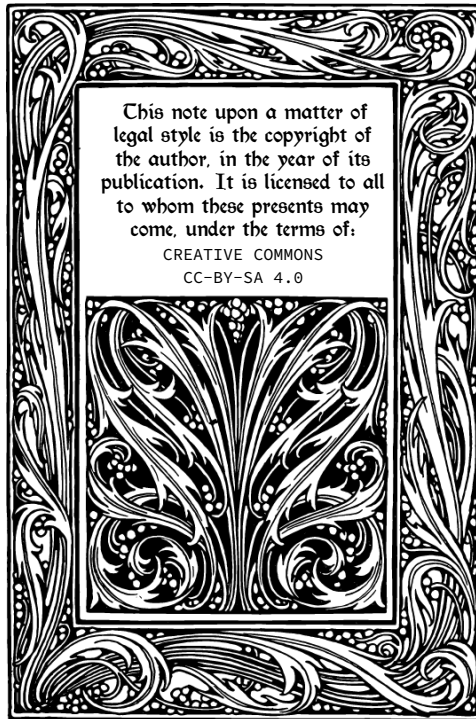 This note upon a matter of
legal style is the copyright of
the author, in the year of its
publication. It is licensed to all
to whom these presents may
come, under the terms of:
CREATIVE COMMONS
CC-BY-SA 4.0